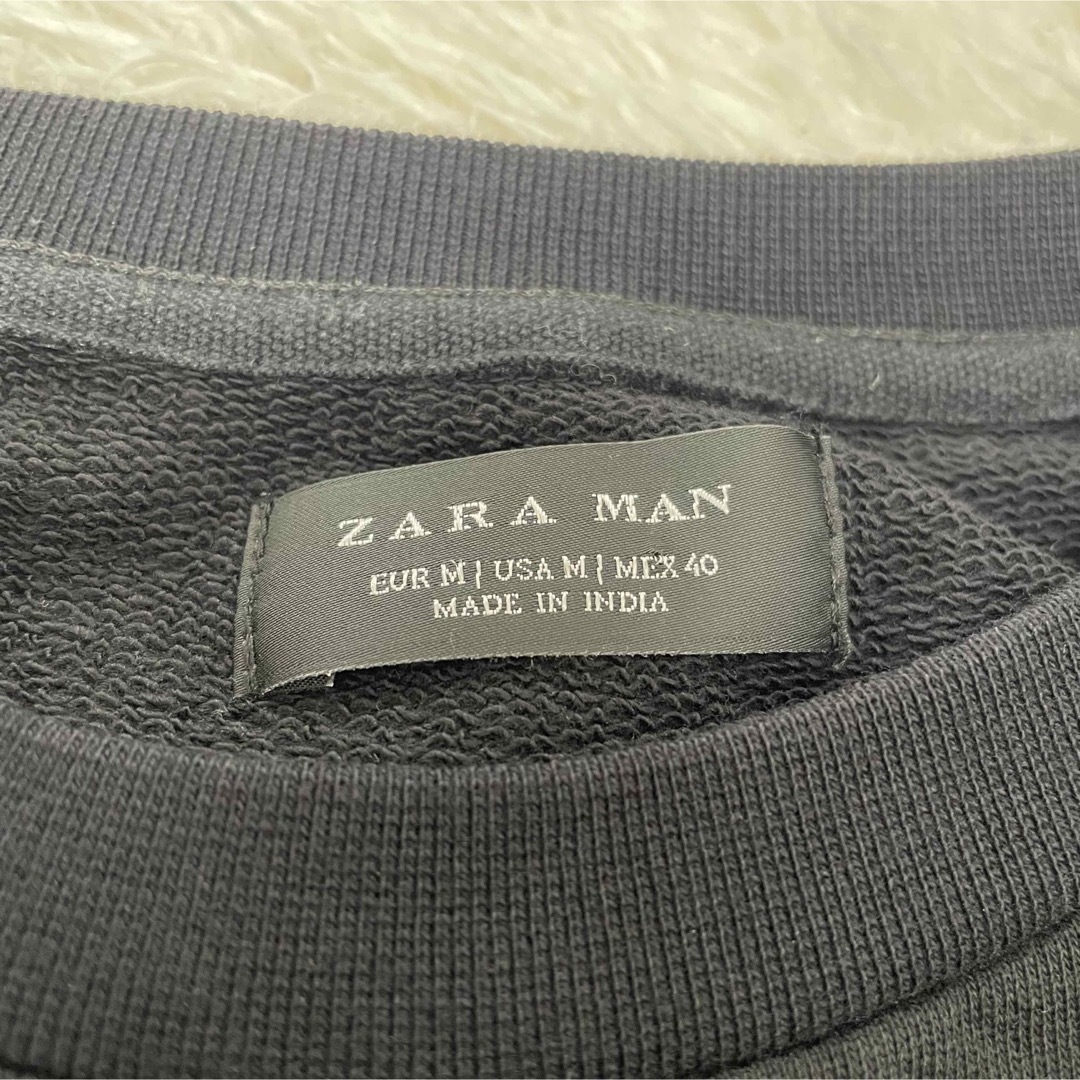 ZARA MAN
EUR M | USA M | MEX 40
MADE IN INDIA